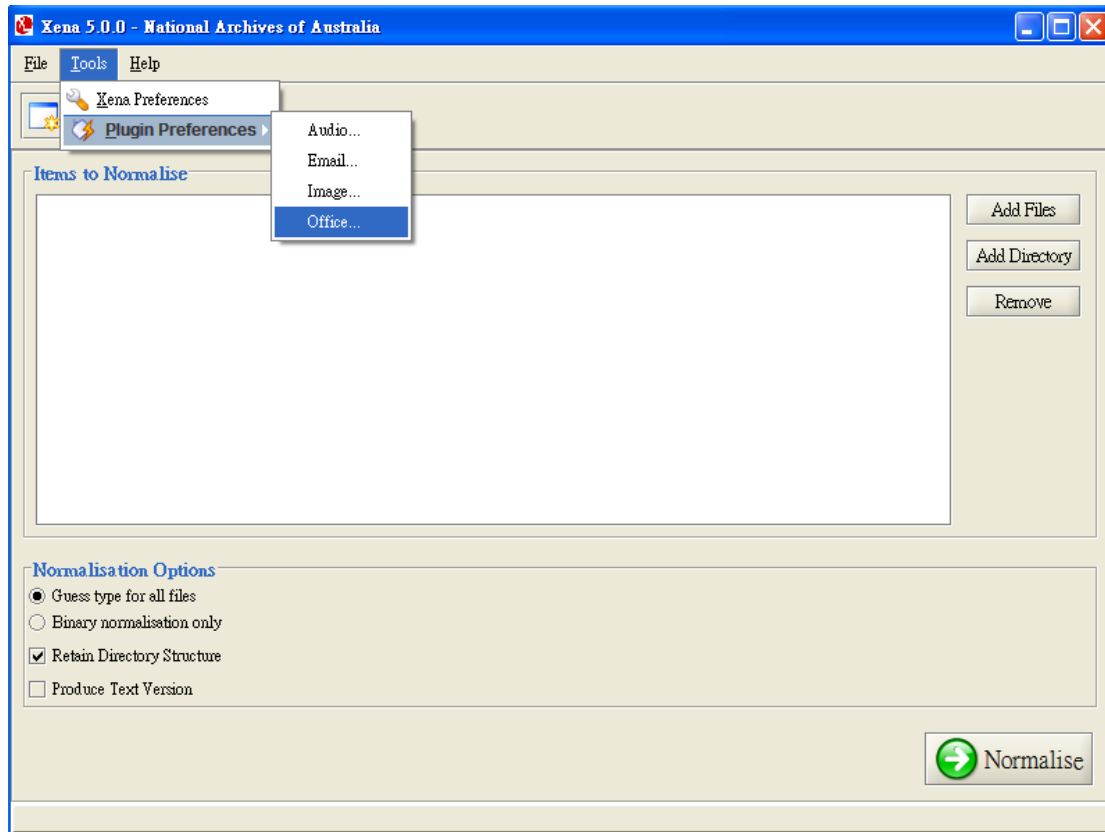 Xena 5.0.0 - National Archives of Australia
File Tools Help
Xena Preferences
Plugin Preferences
Audio...
Email...
Image...
Office...
Items to Normalise
Add Files
Add Directory
Remove
Normalisation Options
Guess type for all files
Binary normalisation only
Retain Directory Structure
Produce Text Version
Normalise